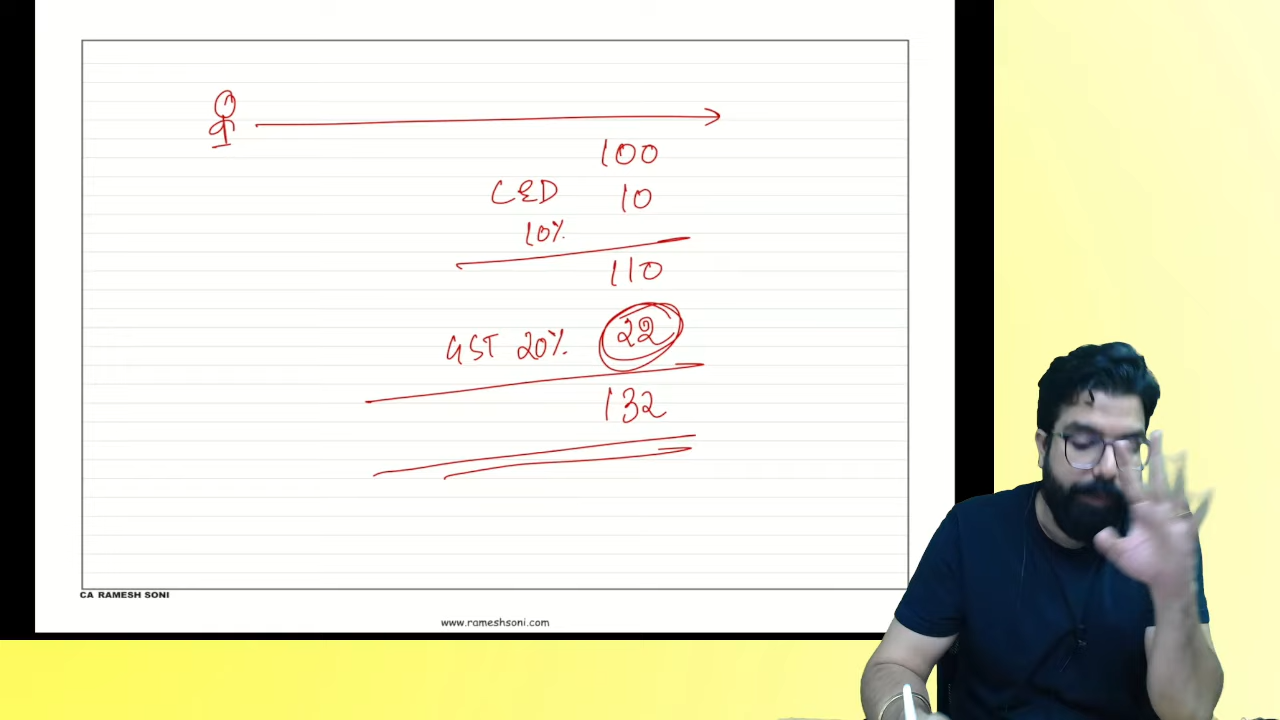 100
CED 10
10%
110
GST 20% 22
132
CA RAMESH SONI
www.rameshsoni.com